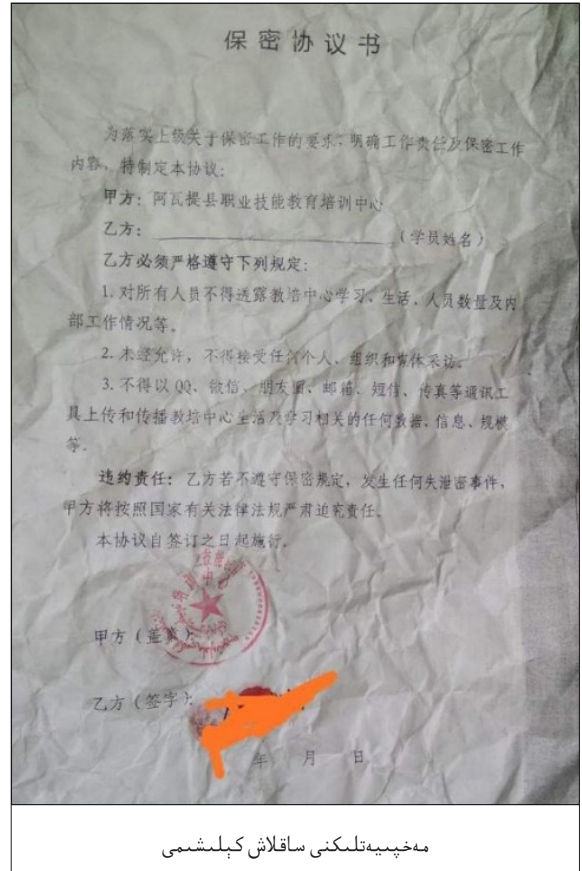 保密协议书
为落实上级关于保密工作的要求，明确工作责任及保密工作
内容，特制定本协议：
甲方：阿瓦提县职业技能教育培训中心
乙方：（学员姓名）
乙方必须严格遵守下列规定：
1. 对所有人员不得透露教培中心学习、生活、人员数量及内
部工作情况等。
2. 未经允许，不得接受任何个人、组织和媒体采访。
3. 不得以QQ、微信、朋友圈、邮箱、短信、传真等通讯工
具上传和传播教培中心生活及学习相关的任何数据、信息、规模
等。
违约责任：乙方若不遵守保密规定，发生任何失泄密事件，
甲方将按照国家有关法律法规严肃追究责任。
本协议自签订之日起施行。
甲方（盖章）：
乙方（签字）：
年 月 日
مەخپىيەتلىكنى ساقلاش كېلىشىمى